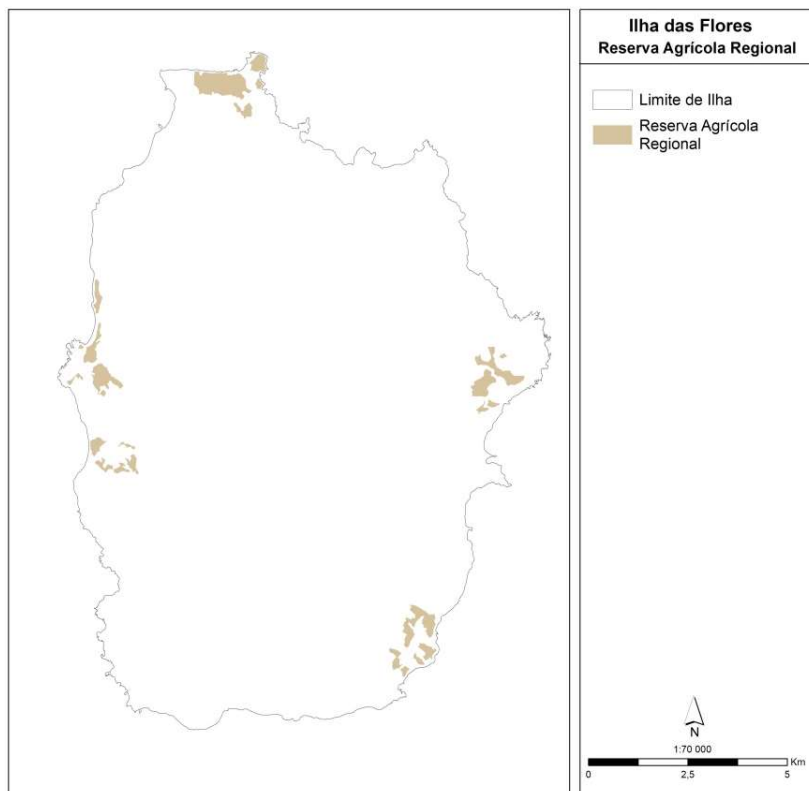 Ilha das Flores
Reserva Agrícola Regional
Limite de Ilha
Reserva Agrícola
Regional
N
1:70 000
Km
0 2,5 5